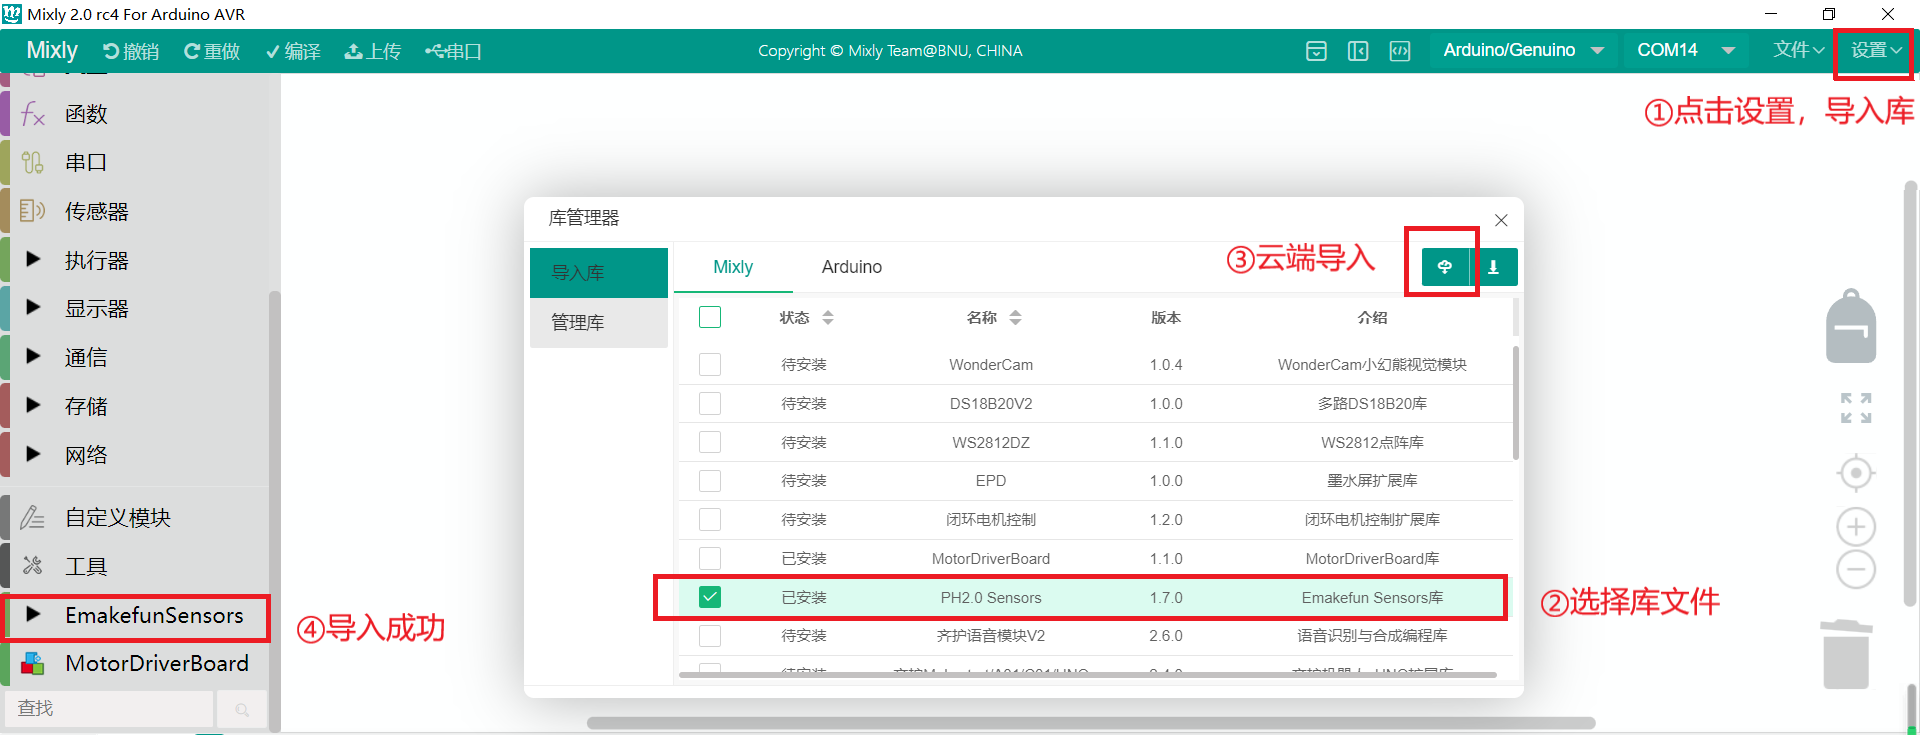 Mixly 2.0 rc4 For Arduino AVR
Mixly 撤销 重做 编译 上传 串口 Copyright © Mixly Team@BNU, CHINA Arduino/Genuino COM14 文件 设置
①点击设置，导入库
函数
串口
传感器
执行器
显示器
通信
存储
网络
自定义模块
工具
EmakefunSensors
④导入成功
MotorDriverBoard
查找
库管理器
导入库
管理库
Mixly Arduino
③云端导入
状态 名称 版本 介绍
待安装 WonderCam 1.0.4 WonderCam小幻熊视觉模块
待安装 DS18B20V2 1.0.0 多路DS18B20库
待安装 WS2812DZ 1.1.0 WS2812点阵库
待安装 EPD 1.0.0 墨水屏扩展库
待安装 闭环电机控制 1.2.0 闭环电机控制扩展库
已安装 MotorDriverBoard 1.1.0 MotorDriverBoard库
已安装 PH2.0 Sensors 1.7.0 Emakefun Sensors库
②选择库文件
待安装 齐护语音模块V2 2.6.0 语音识别与合成编程库
待安装